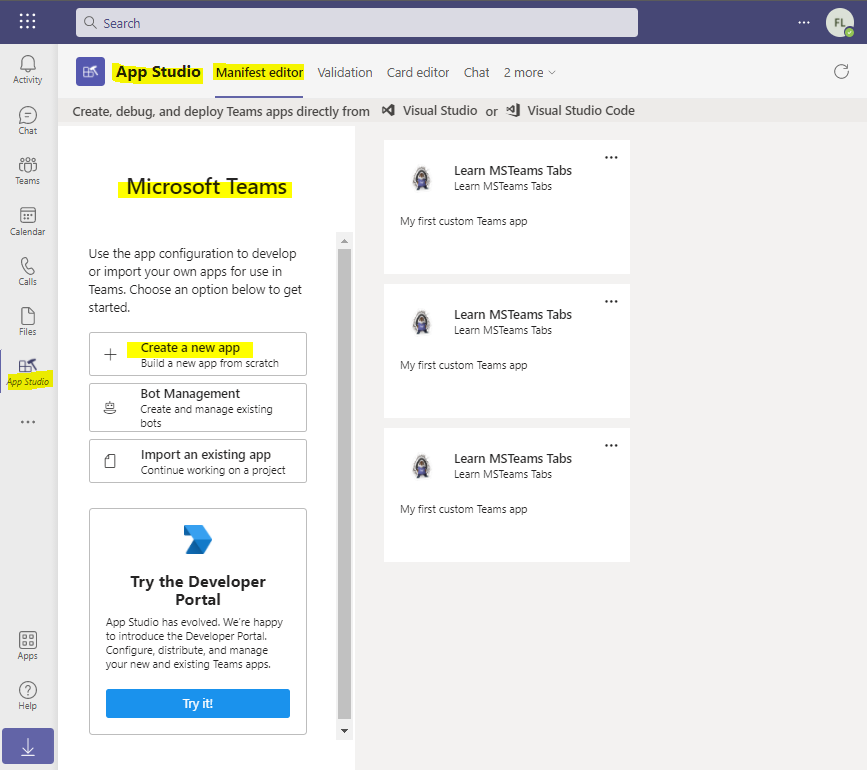 Search
FL
Activity
Chat
Teams
Calendar
Calls
Files
App Studio
Apps
Help
App Studio
Manifest editor
Validation
Card editor
Chat
2 more
Create, debug, and deploy Teams apps directly from Visual Studio or Visual Studio Code
Microsoft Teams
Use the app configuration to develop
or import your own apps for use in
Teams. Choose an option below to get
started.
Create a new app
Build a new app from scratch
Bot Management
Create and manage existing
bots
Import an existing app
Continue working on a project
Try the Developer
Portal
App Studio has evolved. We're happy
to introduce the Developer Portal.
Configure, distribute, and manage
your new and existing Teams apps.
Try it!
Learn MSTeams Tabs
Learn MSTeams Tabs
My first custom Teams app
Learn MSTeams Tabs
Learn MSTeams Tabs
My first custom Teams app
Learn MSTeams Tabs
Learn MSTeams Tabs
My first custom Teams app